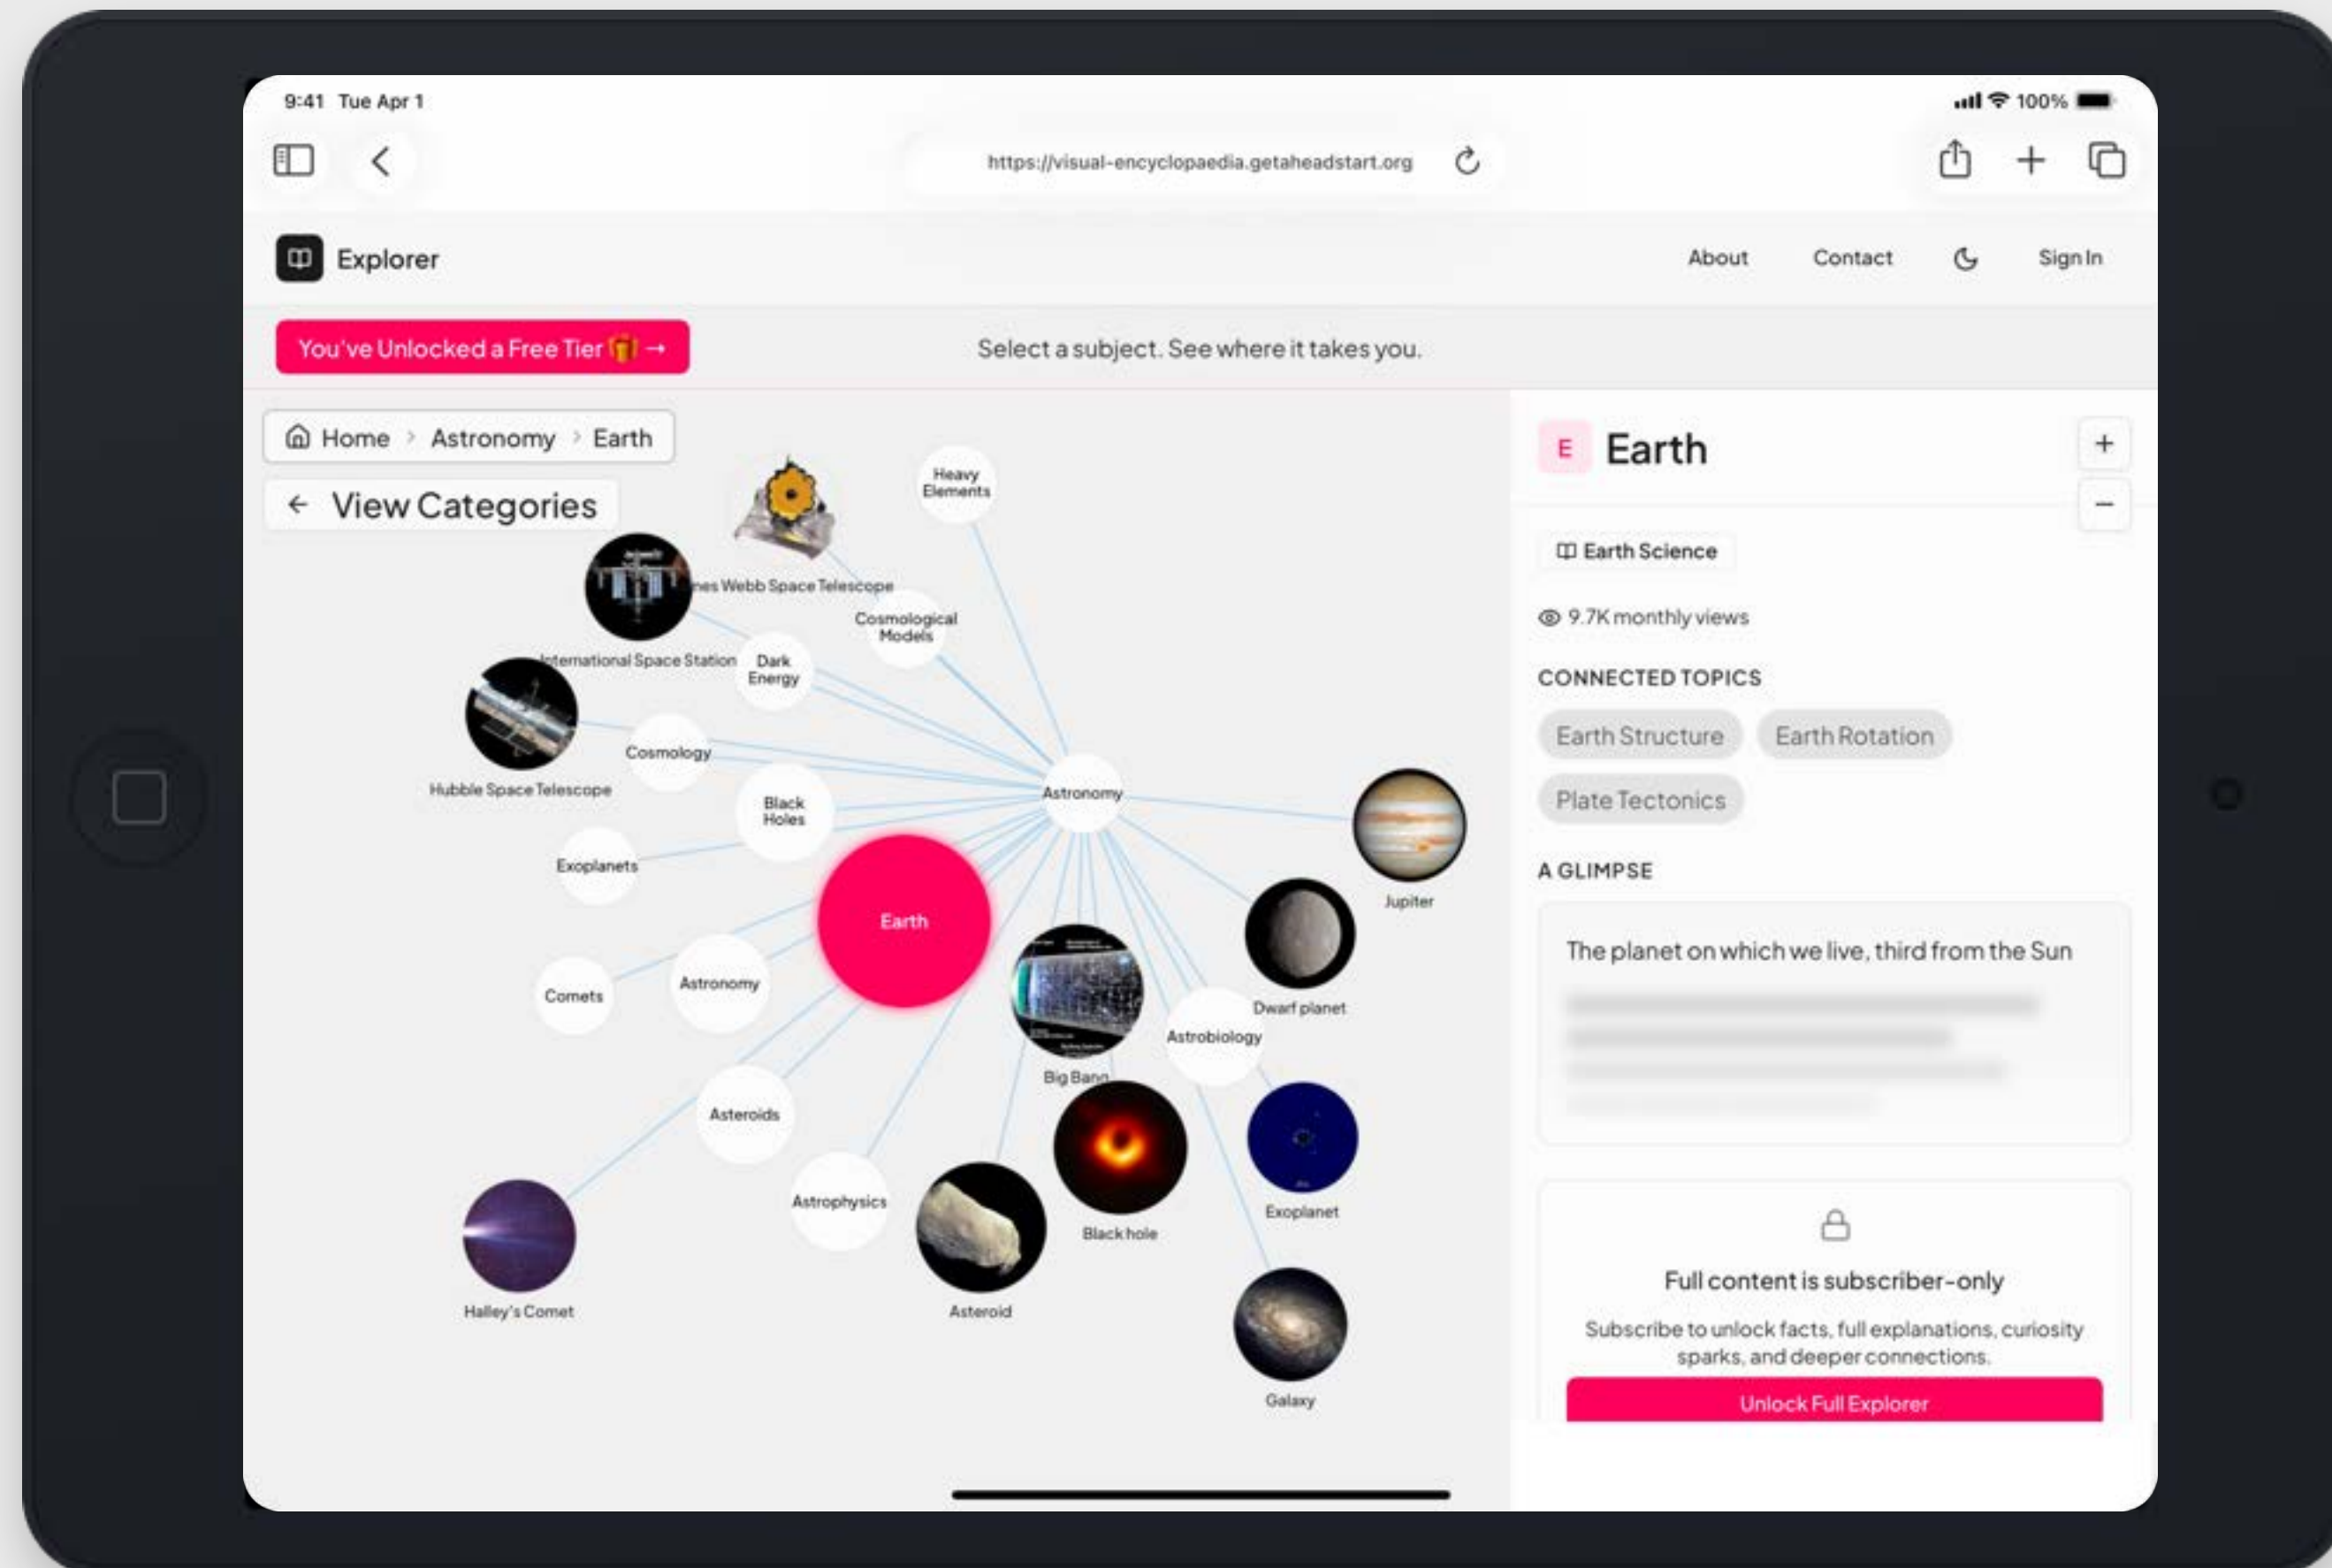 9:41 Tue Apr 1
100%
https://visual-encyclopaedia.getaheadstart.org
Explorer
About
Contact
Sign In
You've Unlocked a Free Tier 🎁 →
Select a subject. See where it takes you.
Home > Astronomy > Earth
← View Categories
Heavy
Elements
nes Webb Space Telescope
Cosmological
Models
International Space Station
Dark
Energy
Cosmology
Hubble Space Telescope
Black
Holes
Astronomy
Exoplanets
Jupiter
Earth
Comets
Astronomy
Dwarf planet
Astrobiology
Big Bang
Asteroids
Astrophysics
Black hole
Exoplanet
Halley's Comet
Asteroid
Galaxy
E Earth
+
−
Earth Science
9.7K monthly views
CONNECTED TOPICS
Earth Structure
Earth Rotation
Plate Tectonics
A GLIMPSE
The planet on which we live, third from the Sun
Full content is subscriber-only
Subscribe to unlock facts, full explanations, curiosity
sparks, and deeper connections.
Unlock Full Explorer